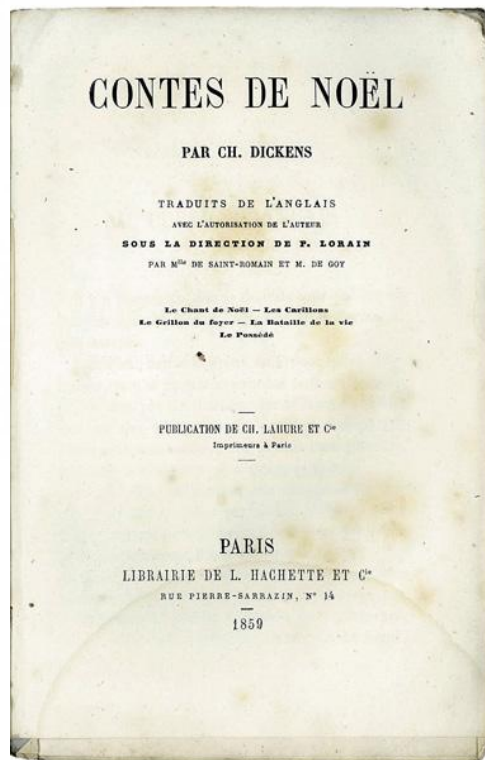 CONTES DE NOËL
PAR CH. DICKENS
TRADUITS DE L'ANGLAIS
AVEC L'AUTORISATION DE L'AUTEUR
SOUS LA DIRECTION DE P. LORAIN
PAR Mlle DE SAINT-ROMAIN ET M. DE GOY
Le Chant de Noël — Les Carillons
Le Grillon du foyer — La Bataille de la vie
Le Possédé
PUBLICATION DE CH. LAHURE ET Cie
Imprimeurs à Paris
PARIS
LIBRAIRIE DE L. HACHETTE ET Cie
RUE PIERRE-SARRAZIN, N° 14
1859